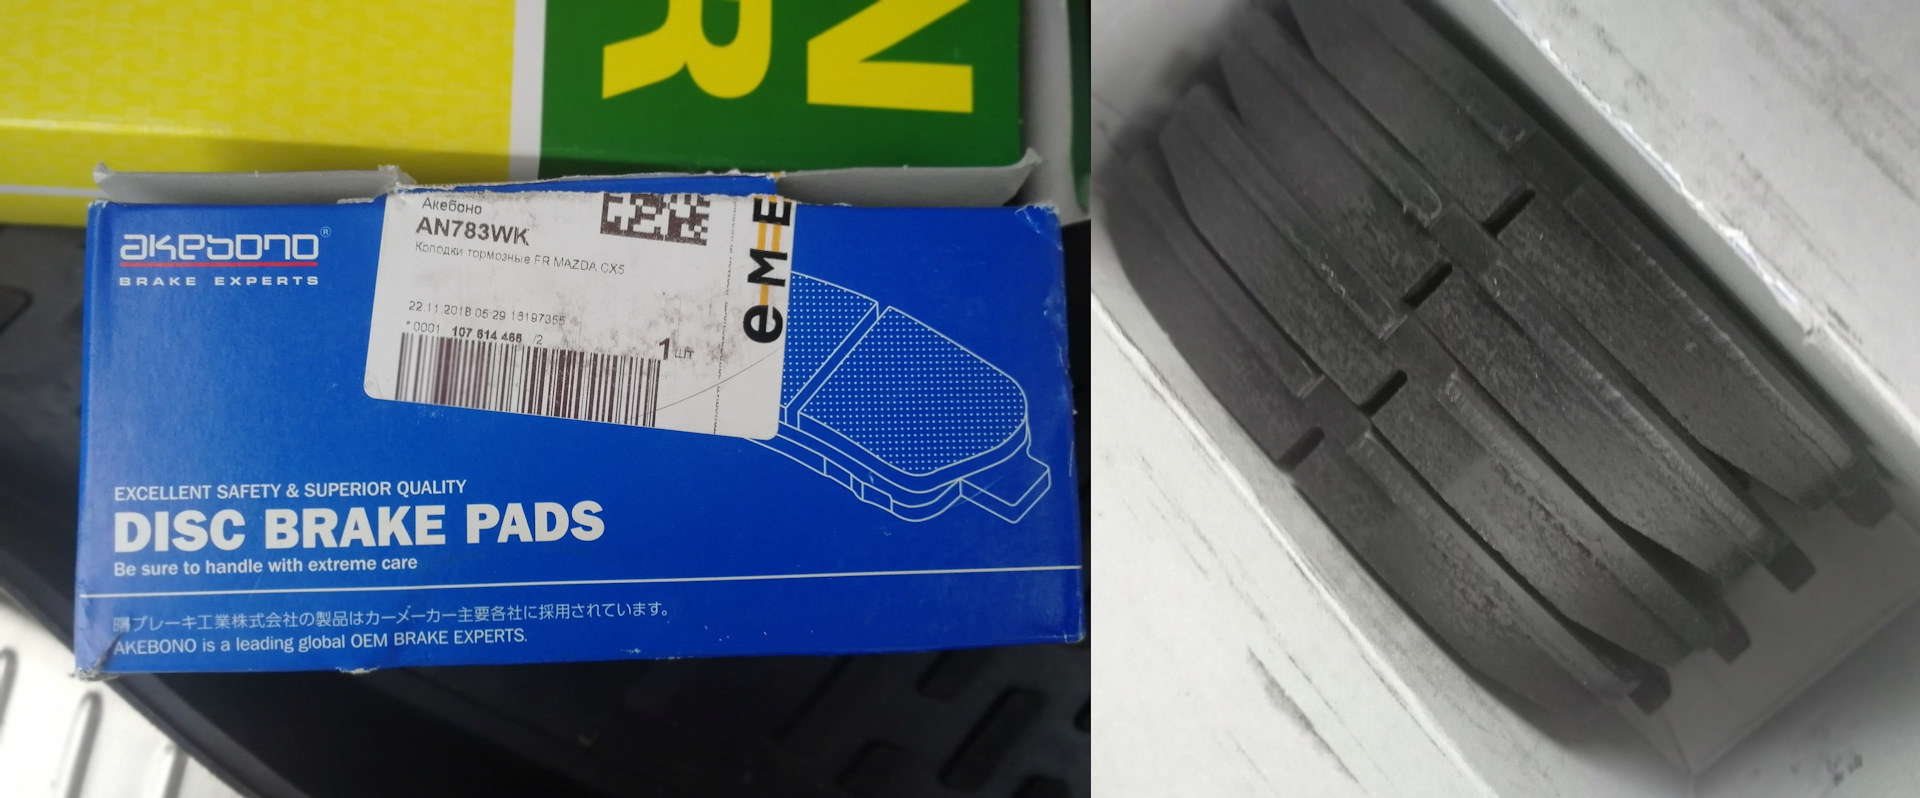 RN
akebono®
BRAKE EXPERTS
Акебоно
AN783WK
Колодки тормозные FR MAZDA CX5
22.11.2018 05:29 16197355
*0001 107 614 468 /2
1 шт
eME
EXCELLENT SAFETY & SUPERIOR QUALITY
DISC BRAKE PADS
Be sure to handle with extreme care
曙ブレーキ工業株式会社の製品はカーメーカー主要各社に採用されています。
AKEBONO is a leading global OEM BRAKE EXPERTS.